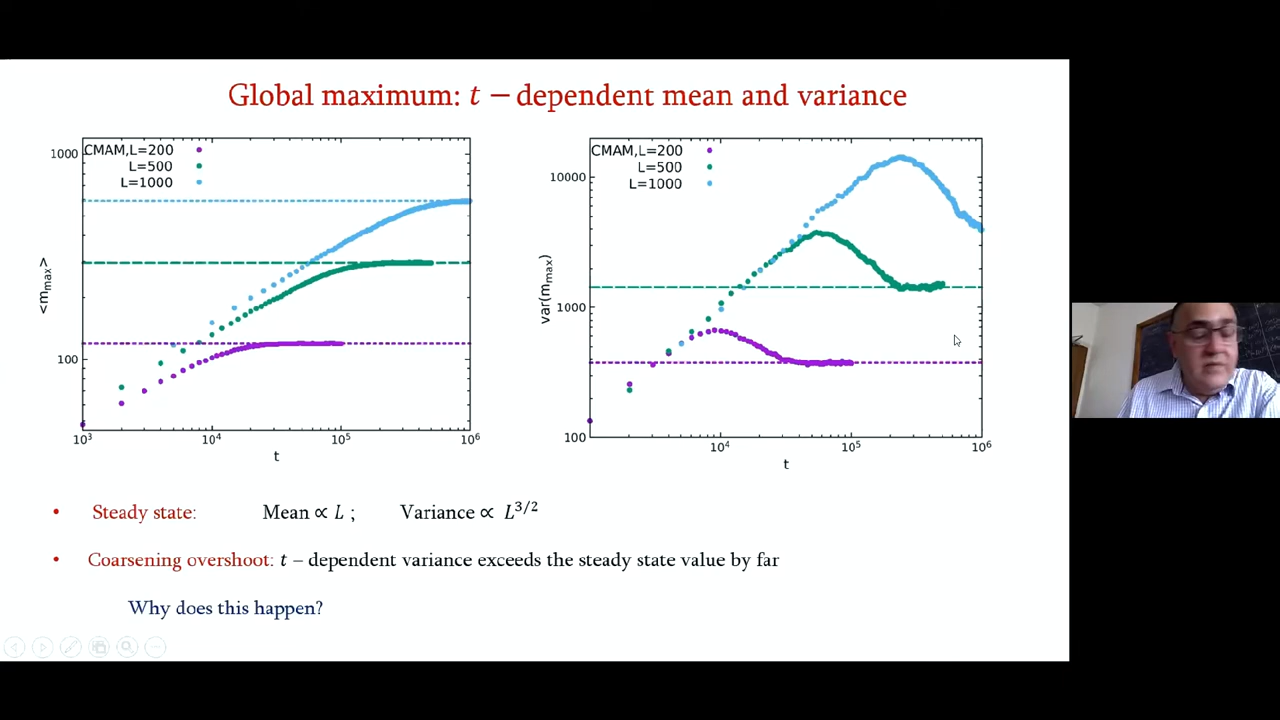 Global maximum: t − dependent mean and variance
1000
100
<m_max>
10³ 10⁴ 10⁵ 10⁶
t
CMAM,L=200
L=500
L=1000
10000
1000
100
var(m_max)
10⁴ 10⁵ 10⁶
t
CMAM,L=200
L=500
L=1000
• Steady state: Mean ∝ L ; Variance ∝ L^{3/2}
• Coarsening overshoot: t – dependent variance exceeds the steady state value by far
Why does this happen?